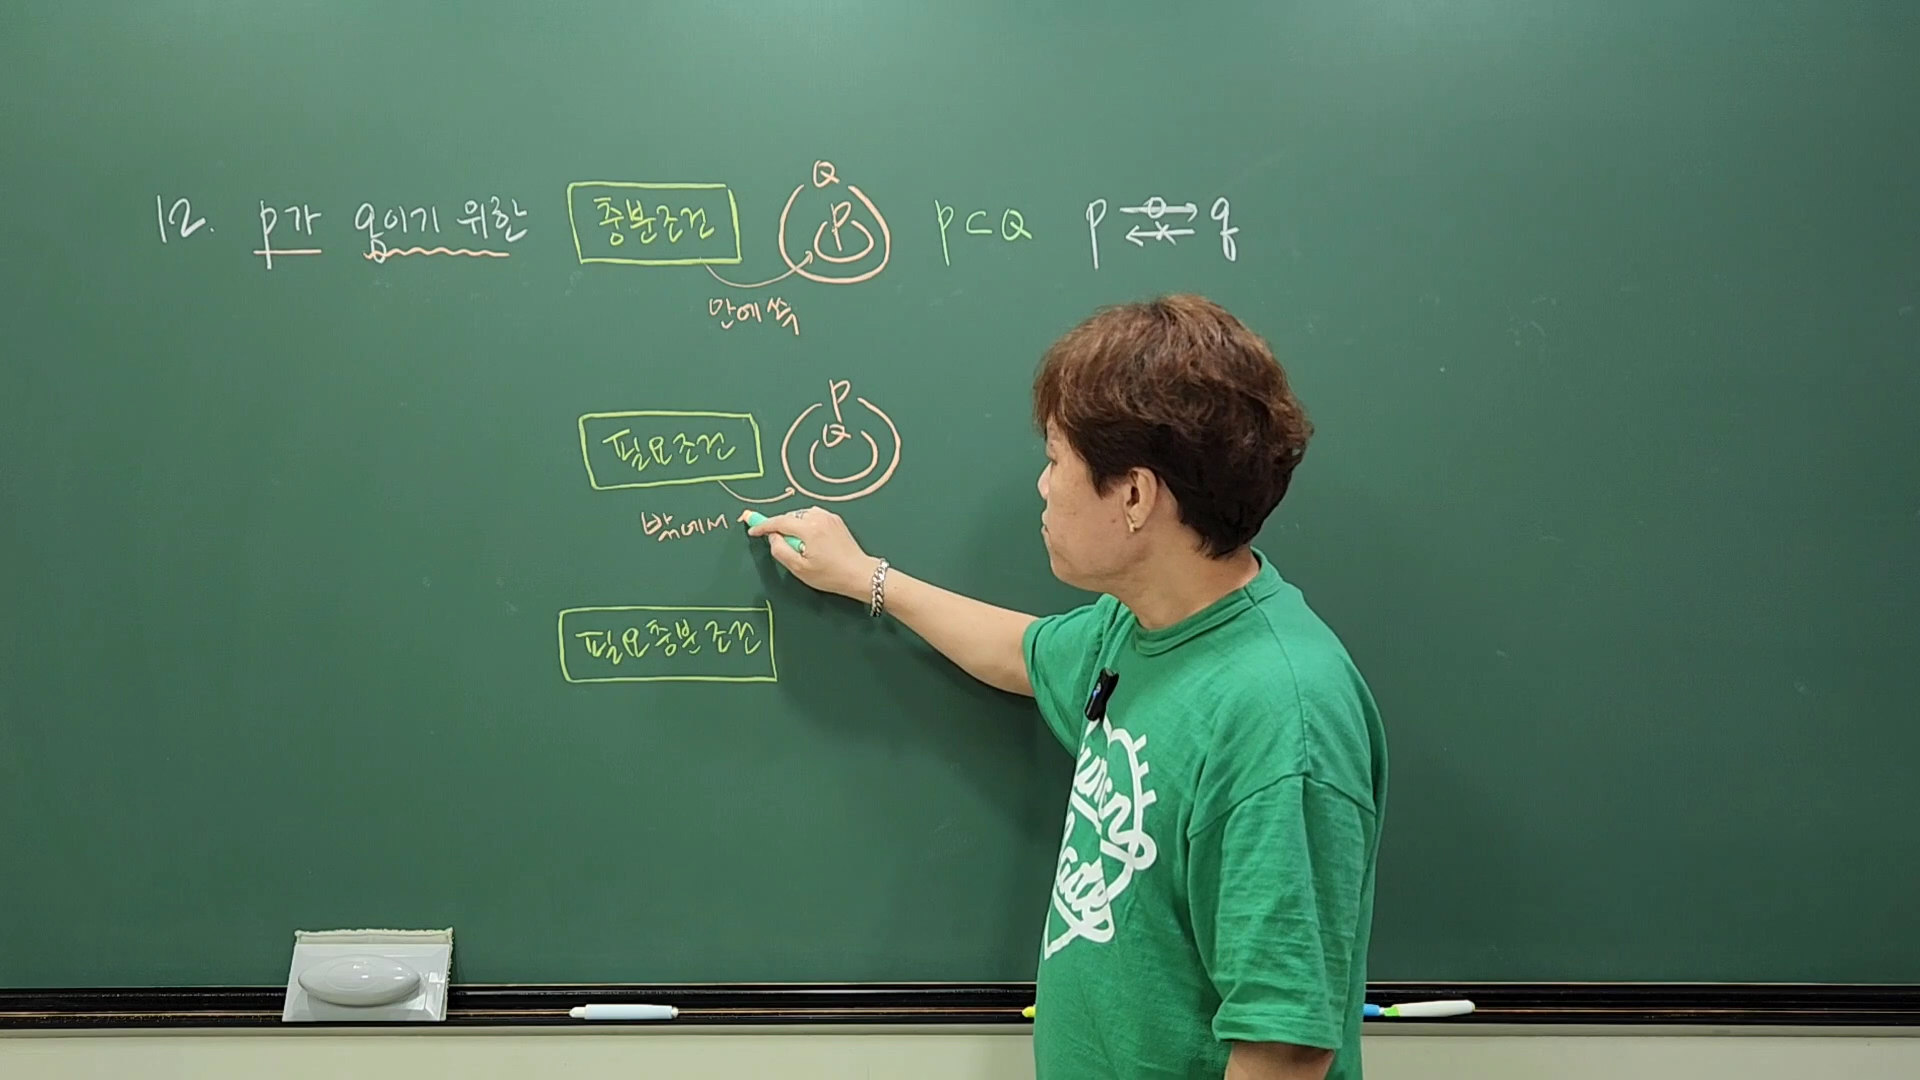 12. p가 q이기 위한 충분조건 Q P P⊂Q p ⇄ q
안에 쏙
필요조건 P Q
밖에서
필요충분조건